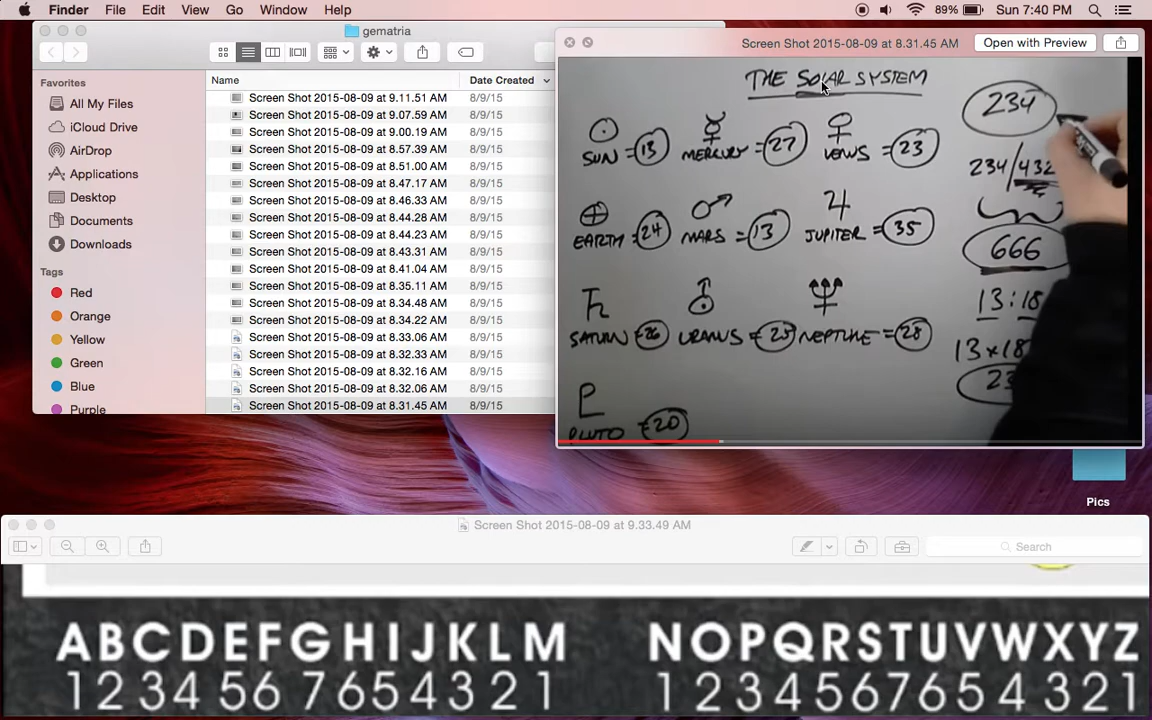 Finder File Edit View Go Window Help 89% Sun 7:40 PM
gematria
Favorites
All My Files
iCloud Drive
AirDrop
Applications
Desktop
Documents
Downloads
Tags
Red
Orange
Yellow
Green
Blue
Purple
Name Date Created
Screen Shot 2015-08-09 at 9.11.51 AM 8/9/15
Screen Shot 2015-08-09 at 9.07.59 AM 8/9/15
Screen Shot 2015-08-09 at 9.00.19 AM 8/9/15
Screen Shot 2015-08-09 at 8.57.39 AM 8/9/15
Screen Shot 2015-08-09 at 8.51.00 AM 8/9/15
Screen Shot 2015-08-09 at 8.47.17 AM 8/9/15
Screen Shot 2015-08-09 at 8.46.33 AM 8/9/15
Screen Shot 2015-08-09 at 8.44.28 AM 8/9/15
Screen Shot 2015-08-09 at 8.44.23 AM 8/9/15
Screen Shot 2015-08-09 at 8.43.31 AM 8/9/15
Screen Shot 2015-08-09 at 8.41.04 AM 8/9/15
Screen Shot 2015-08-09 at 8.35.11 AM 8/9/15
Screen Shot 2015-08-09 at 8.34.48 AM 8/9/15
Screen Shot 2015-08-09 at 8.34.22 AM 8/9/15
Screen Shot 2015-08-09 at 8.33.06 AM 8/9/15
Screen Shot 2015-08-09 at 8.32.33 AM 8/9/15
Screen Shot 2015-08-09 at 8.32.16 AM 8/9/15
Screen Shot 2015-08-09 at 8.32.06 AM 8/9/15
Screen Shot 2015-08-09 at 8.31.45 AM 8/9/15
Screen Shot 2015-08-09 at 8.31.45 AM Open with Preview
THE SOLAR SYSTEM
SUN = 13 MERCURY = 27 VENUS = 23
EARTH = 24 MARS = 13 JUPITER = 35
SATURN = 26 URANUS = 25 NEPTUNE = 28
PLUTO = 20
234
234/432
666
13:18
13x18
23
Pics
Screen Shot 2015-08-09 at 9.33.49 AM
Search
ABCDEFGHIJKLM NOPQRSTUVWXYZ
1234567654321 1234567654321